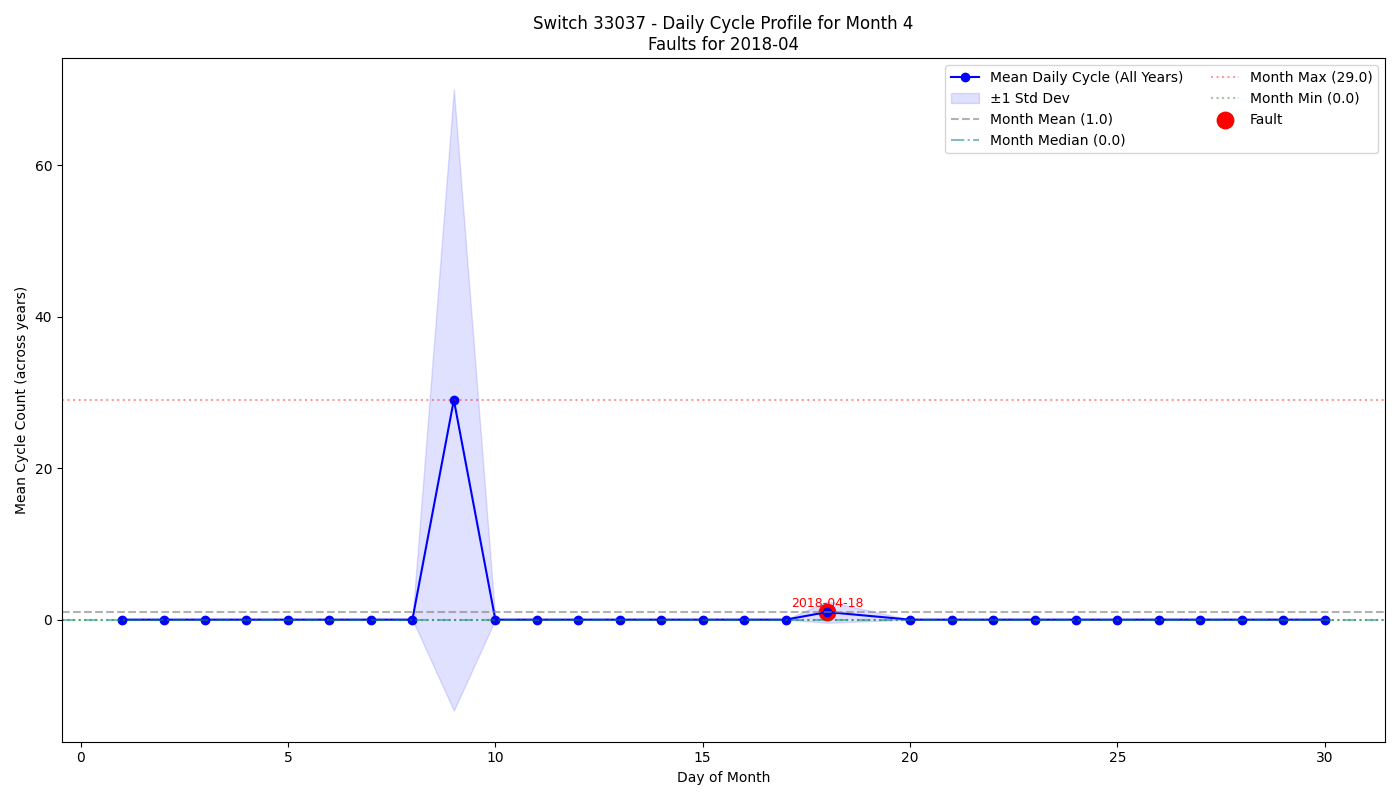 Switch 33037 - Daily Cycle Profile for Month 4
Faults for 2018-04
Mean Daily Cycle (All Years)
±1 Std Dev
Month Mean (1.0)
Month Median (0.0)
Month Max (29.0)
Month Min (0.0)
Fault
Mean Cycle Count (across years)
60
40
20
0
2018-04-18
0
5
10
15
20
25
30
Day of Month